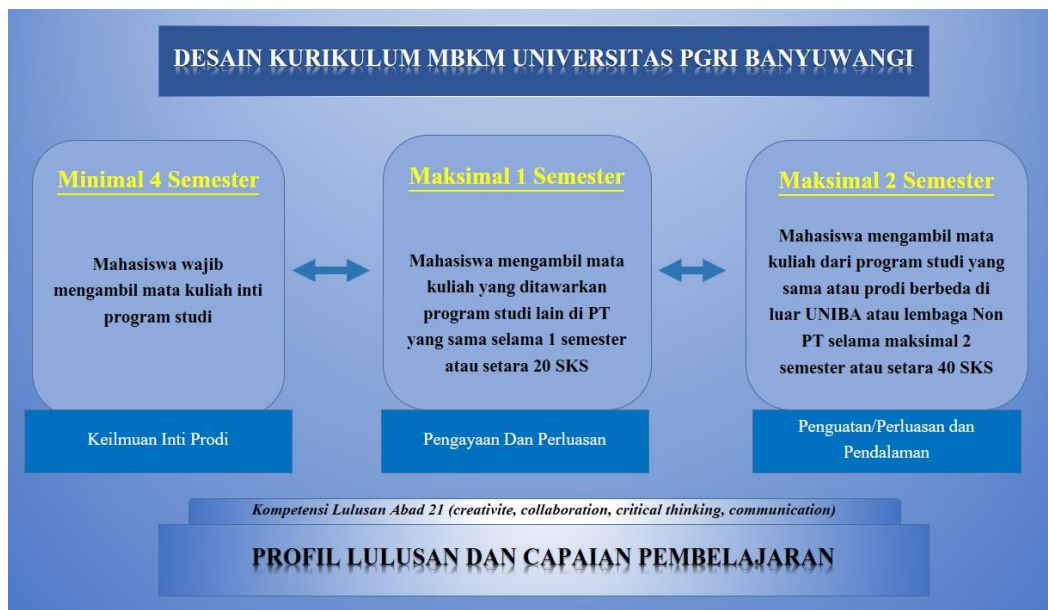 DESAIN KURIKULUM MBKM UNIVERSITAS PGRI BANYUWANGI
Minimal 4 Semester
Mahasiswa wajib
mengambil mata kuliah inti
program studi
Keilmuan Inti Prodi
Maksimal 1 Semester
Mahasiswa mengambil mata
kuliah yang ditawarkan
program studi lain di PT
yang sama selama 1 semester
atau setara 20 SKS
Pengayaan Dan Perluasan
Maksimal 2 Semester
Mahasiswa mengambil mata
kuliah dari program studi yang
sama atau prodi berbeda di
luar UNIBA atau lembaga Non
PT selama maksimal 2
semester atau setara 40 SKS
Penguatan/Perluasan dan
Pendalaman
Kompetensi Lulusan Abad 21 (creativite, collaboration, critical thinking, communication)
PROFIL LULUSAN DAN CAPAIAN PEMBELAJARAN